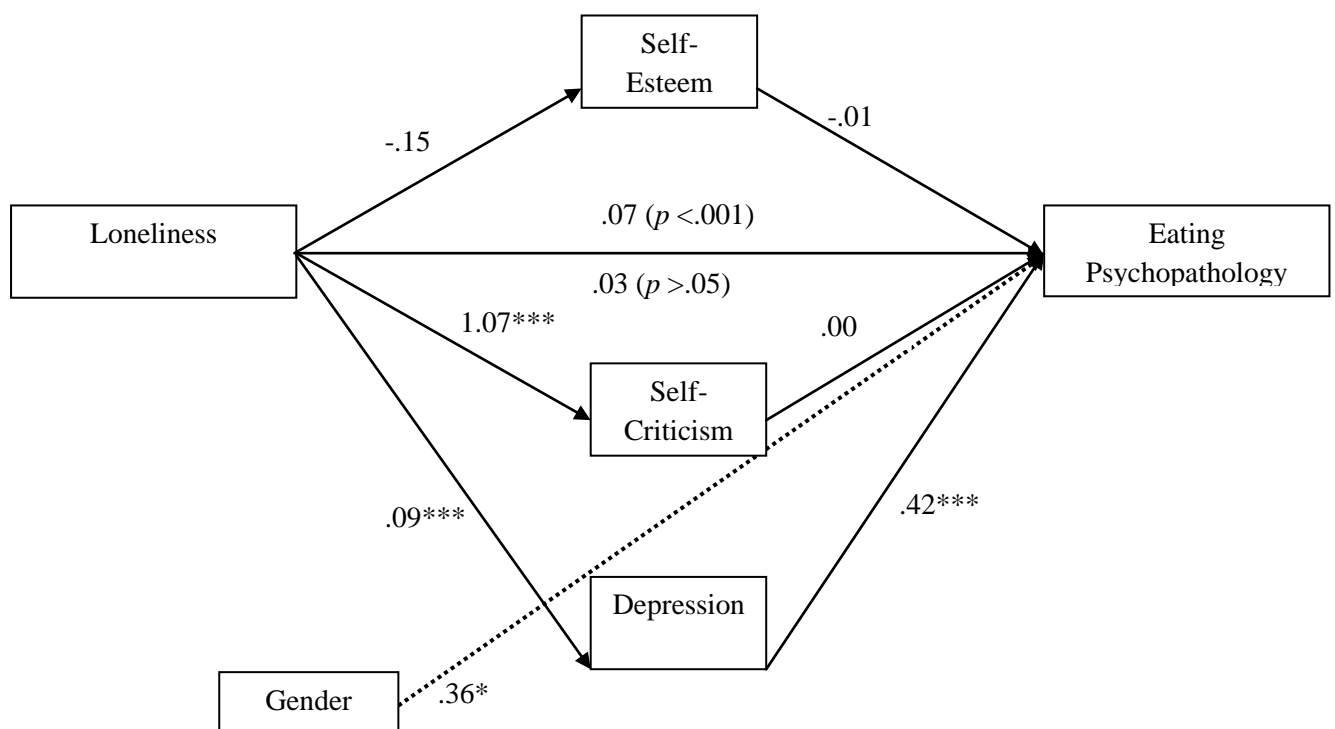 Self-
Esteem
-.15
-.01
Loneliness
.07 (p <.001)
Eating
Psychopathology
.03 (p >.05)
1.07***
.00
Self-
Criticism
.09***
.42***
Depression
.36*
Gender